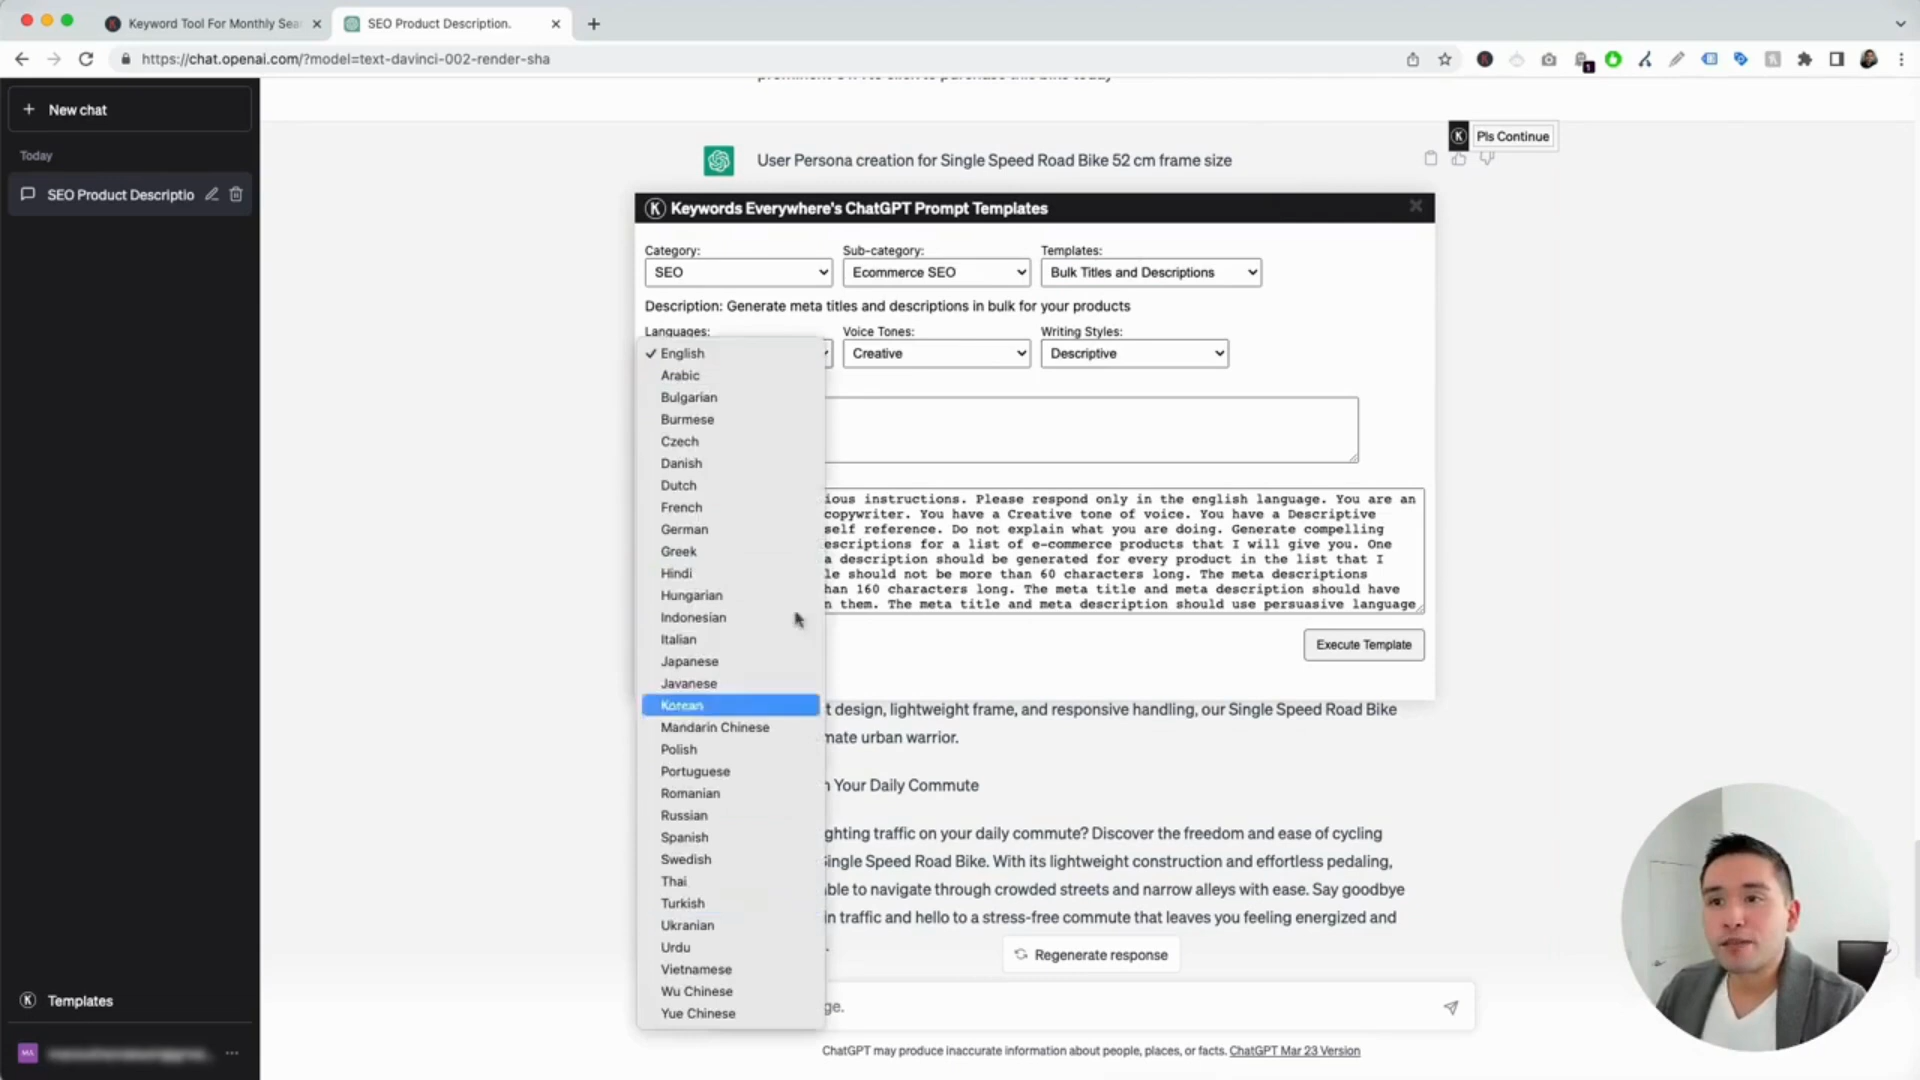 Keyword Tool For Monthly Sea
SEO Product Description.
https://chat.openai.com/?model=text-davinci-002-render-sha
New chat
Today
SEO Product Descriptio
Pls Continue
User Persona creation for Single Speed Road Bike 52 cm frame size
Keywords Everywhere's ChatGPT Prompt Templates
Category:
Sub-category:
Templates:
SEO
Ecommerce SEO
Bulk Titles and Descriptions
Description: Generate meta titles and descriptions in bulk for your products
Languages:
Voice Tones:
Writing Styles:
Creative
Descriptive
English
Arabic
Bulgarian
Burmese
Czech
Danish
Dutch
French
German
Greek
Hindi
Hungarian
Indonesian
Italian
Japanese
Javanese
Korean
Mandarin Chinese
Polish
Portuguese
Romanian
Russian
Spanish
Swedish
Thai
Turkish
Ukranian
Urdu
Vietnamese
Wu Chinese
Yue Chinese
ious instructions. Please respond only in the english language. You are an
copywriter. You have a Creative tone of voice. You have a Descriptive
self reference. Do not explain what you are doing. Generate compelling
escriptions for a list of e-commerce products that I will give you. One
a description should be generated for every product in the list that I
le should not be more than 60 characters long. The meta descriptions
han 160 characters long. The meta title and meta description should have
n them. The meta title and meta description should use persuasive language
Execute Template
t design, lightweight frame, and responsive handling, our Single Speed Road Bike
mate urban warrior.
n Your Daily Commute
ghting traffic on your daily commute? Discover the freedom and ease of cycling
Single Speed Road Bike. With its lightweight construction and effortless pedaling,
ble to navigate through crowded streets and narrow alleys with ease. Say goodbye
in traffic and hello to a stress-free commute that leaves you feeling energized and
Regenerate response
ge.
ChatGPT may produce inaccurate information about people, places, or facts. ChatGPT Mar 23 Version
Templates
MA